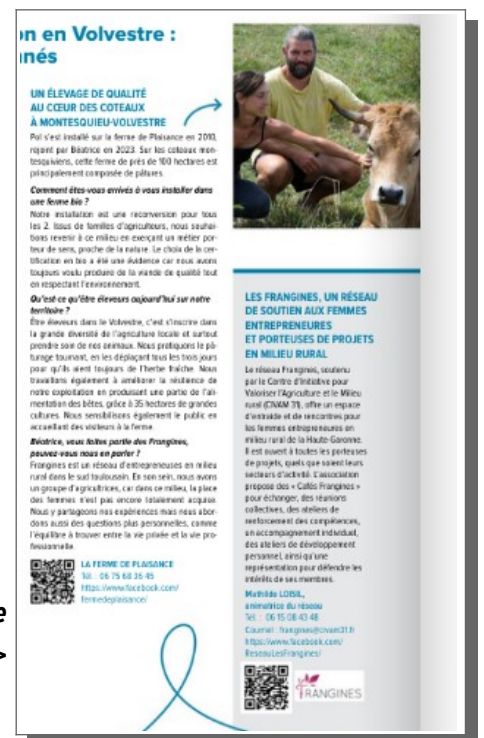 on en Volvestre :
nnés
UN ÉLEVAGE DE QUALITÉ
AU CŒUR DES COTEAUX
À MONTESQUIEU-VOLVESTRE
Pol s'est installé sur la ferme de Plaisance en 2010,
rejoint par Béatrice en 2023. Sur les coteaux mon-
tesquiviens, cette ferme de près de 100 hectares est
principalement composée de pâtures.
Comment êtes-vous arrivés à vous installer dans
une ferme bio ?
Notre installation est une reconversion pour tous
les 2. Issus de familles d'agriculteurs, nous souhai-
tions revenir à ce milieu en exerçant un métier por-
teur de sens, proche de la nature. Le choix de la cer-
tification en bio a été une évidence car nous avons
toujours voulu produire de la viande de qualité tout
en respectant l'environnement.
Qu'est-ce qu'être éleveurs aujourd'hui sur notre
territoire ?
Être éleveurs dans le Volvestre, c'est s'inscrire dans
la grande diversité de l'agriculture locale et surtout
prendre soin de nos animaux. Nous pratiquons le pâ-
turage tournant, en les déplaçant tous les trois jours
pour qu'ils aient toujours de l'herbe fraîche. Nous
travaillons également à améliorer la résilience de
notre exploitation en produisant une partie de l'ali-
mentation des bêtes, grâce à 35 hectares de grandes
cultures. Nous sensibilisons également le public en
accueillant des visiteurs à la ferme.
Béatrice, vous faites partie des Frangines,
pouvez-vous nous en parler ?
Frangines est un réseau d'entrepreneuses en milieu
rural dans le sud toulousain. En son sein, nous avons
un groupe d'agricultrices, car dans ce milieu, la place
des femmes n'est pas encore totalement acquise.
Nous y partageons nos expériences mais nous abor-
dons aussi des questions plus personnelles, comme
l'équilibre à trouver entre la vie privée et la vie pro-
fessionnelle.
LA FERME DE PLAISANCE
Tél. : 06 75 68 36 45
https://www.facebook.com/
fermedeplaisance/
LES FRANGINES, UN RÉSEAU
DE SOUTIEN AUX FEMMES
ENTREPRENEURES
ET PORTEUSES DE PROJETS
EN MILIEU RURAL
Le réseau Frangines, soutenu
par le Centre d'Initiative pour
Valoriser l'Agriculture et le Milieu
rural (CIVAM 31), offre un espace
d'entraide et de rencontres pour
les femmes entrepreneures en
milieu rural de la Haute-Garonne.
Il est ouvert à toutes les porteuses
de projets, quels que soient leurs
secteurs d'activité. L'association
propose des « Cafés Frangines »
pour échanger, des réunions
collectives, des ateliers de
renforcement des compétences,
un accompagnement individuel,
des ateliers de développement
personnel, ainsi qu'une
représentation pour défendre les
intérêts de ses membres.
Mathilde LOISIL,
animatrice du réseau
Tél. : 06 15 08 43 48
Courriel : frangines@civam31.fr
https://www.facebook.com/
ReseauLesFrangines/
FRANGINES
e
>